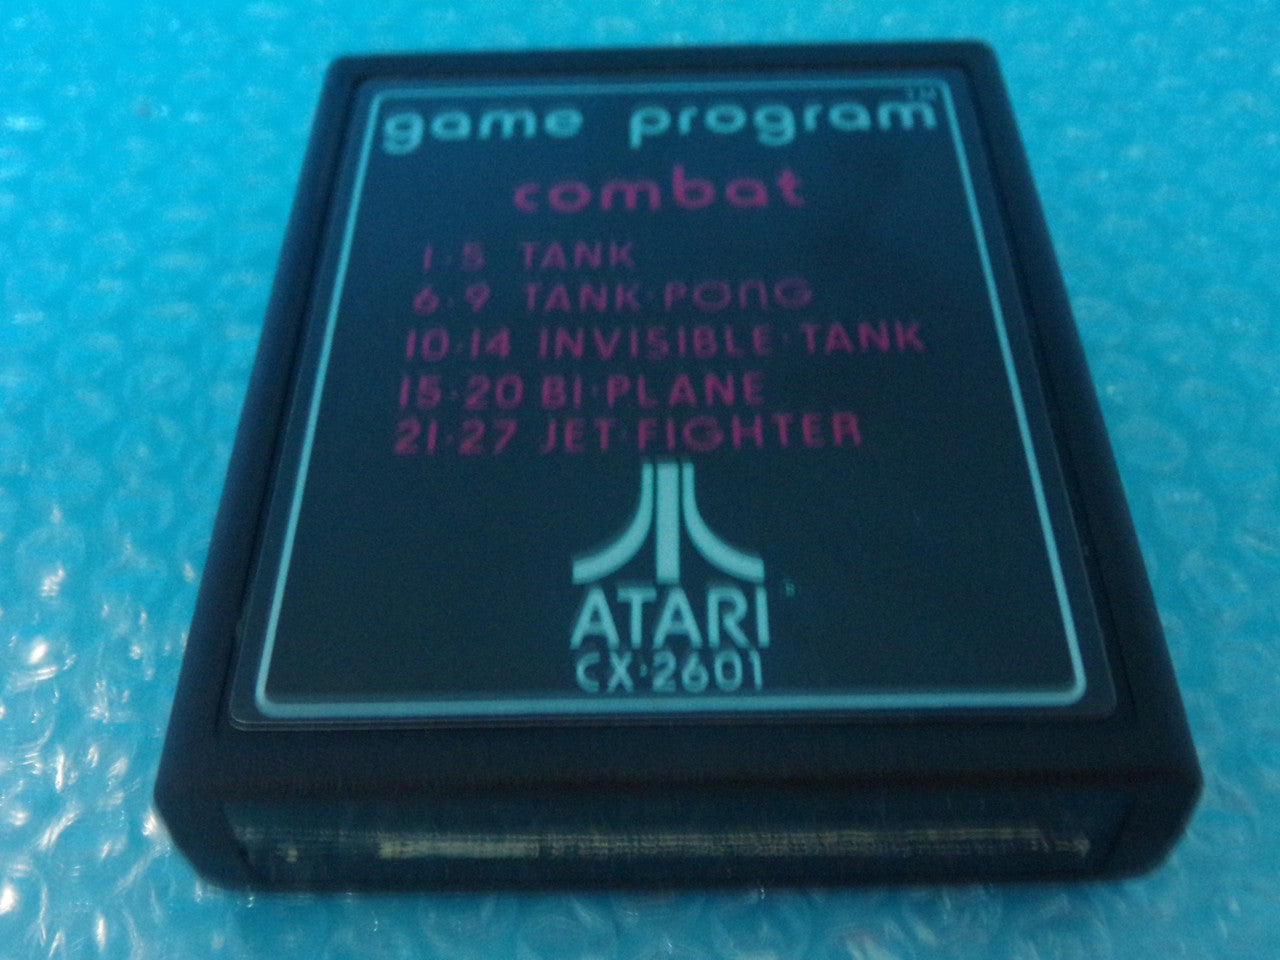 game program™
combat
1·5 TANK
6·9 TANK·PONG
10·14 INVISIBLE·TANK
15·20 BI·PLANE
21·27 JET·FIGHTER
ATARI®
CX·2601